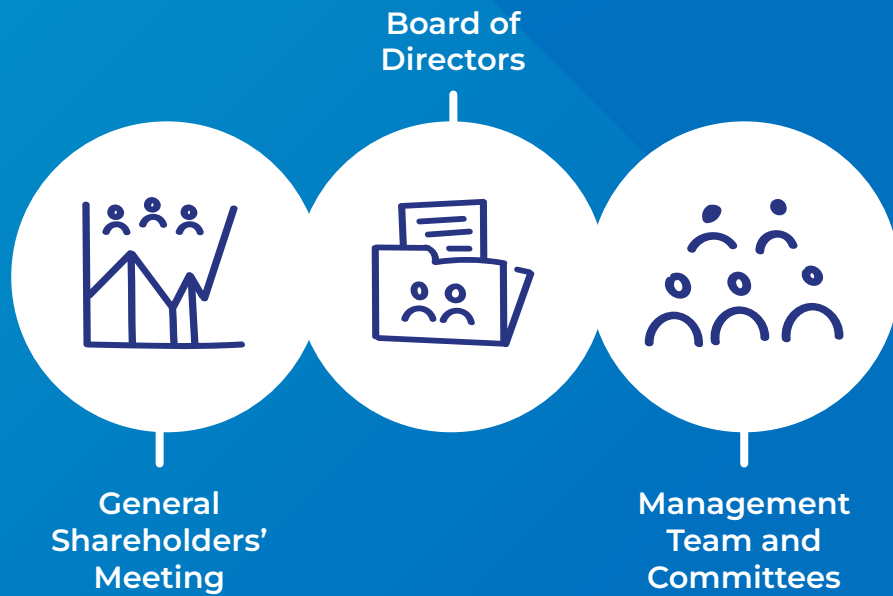 Board of
Directors
General
Shareholders’
Meeting
Management
Team and
Committees